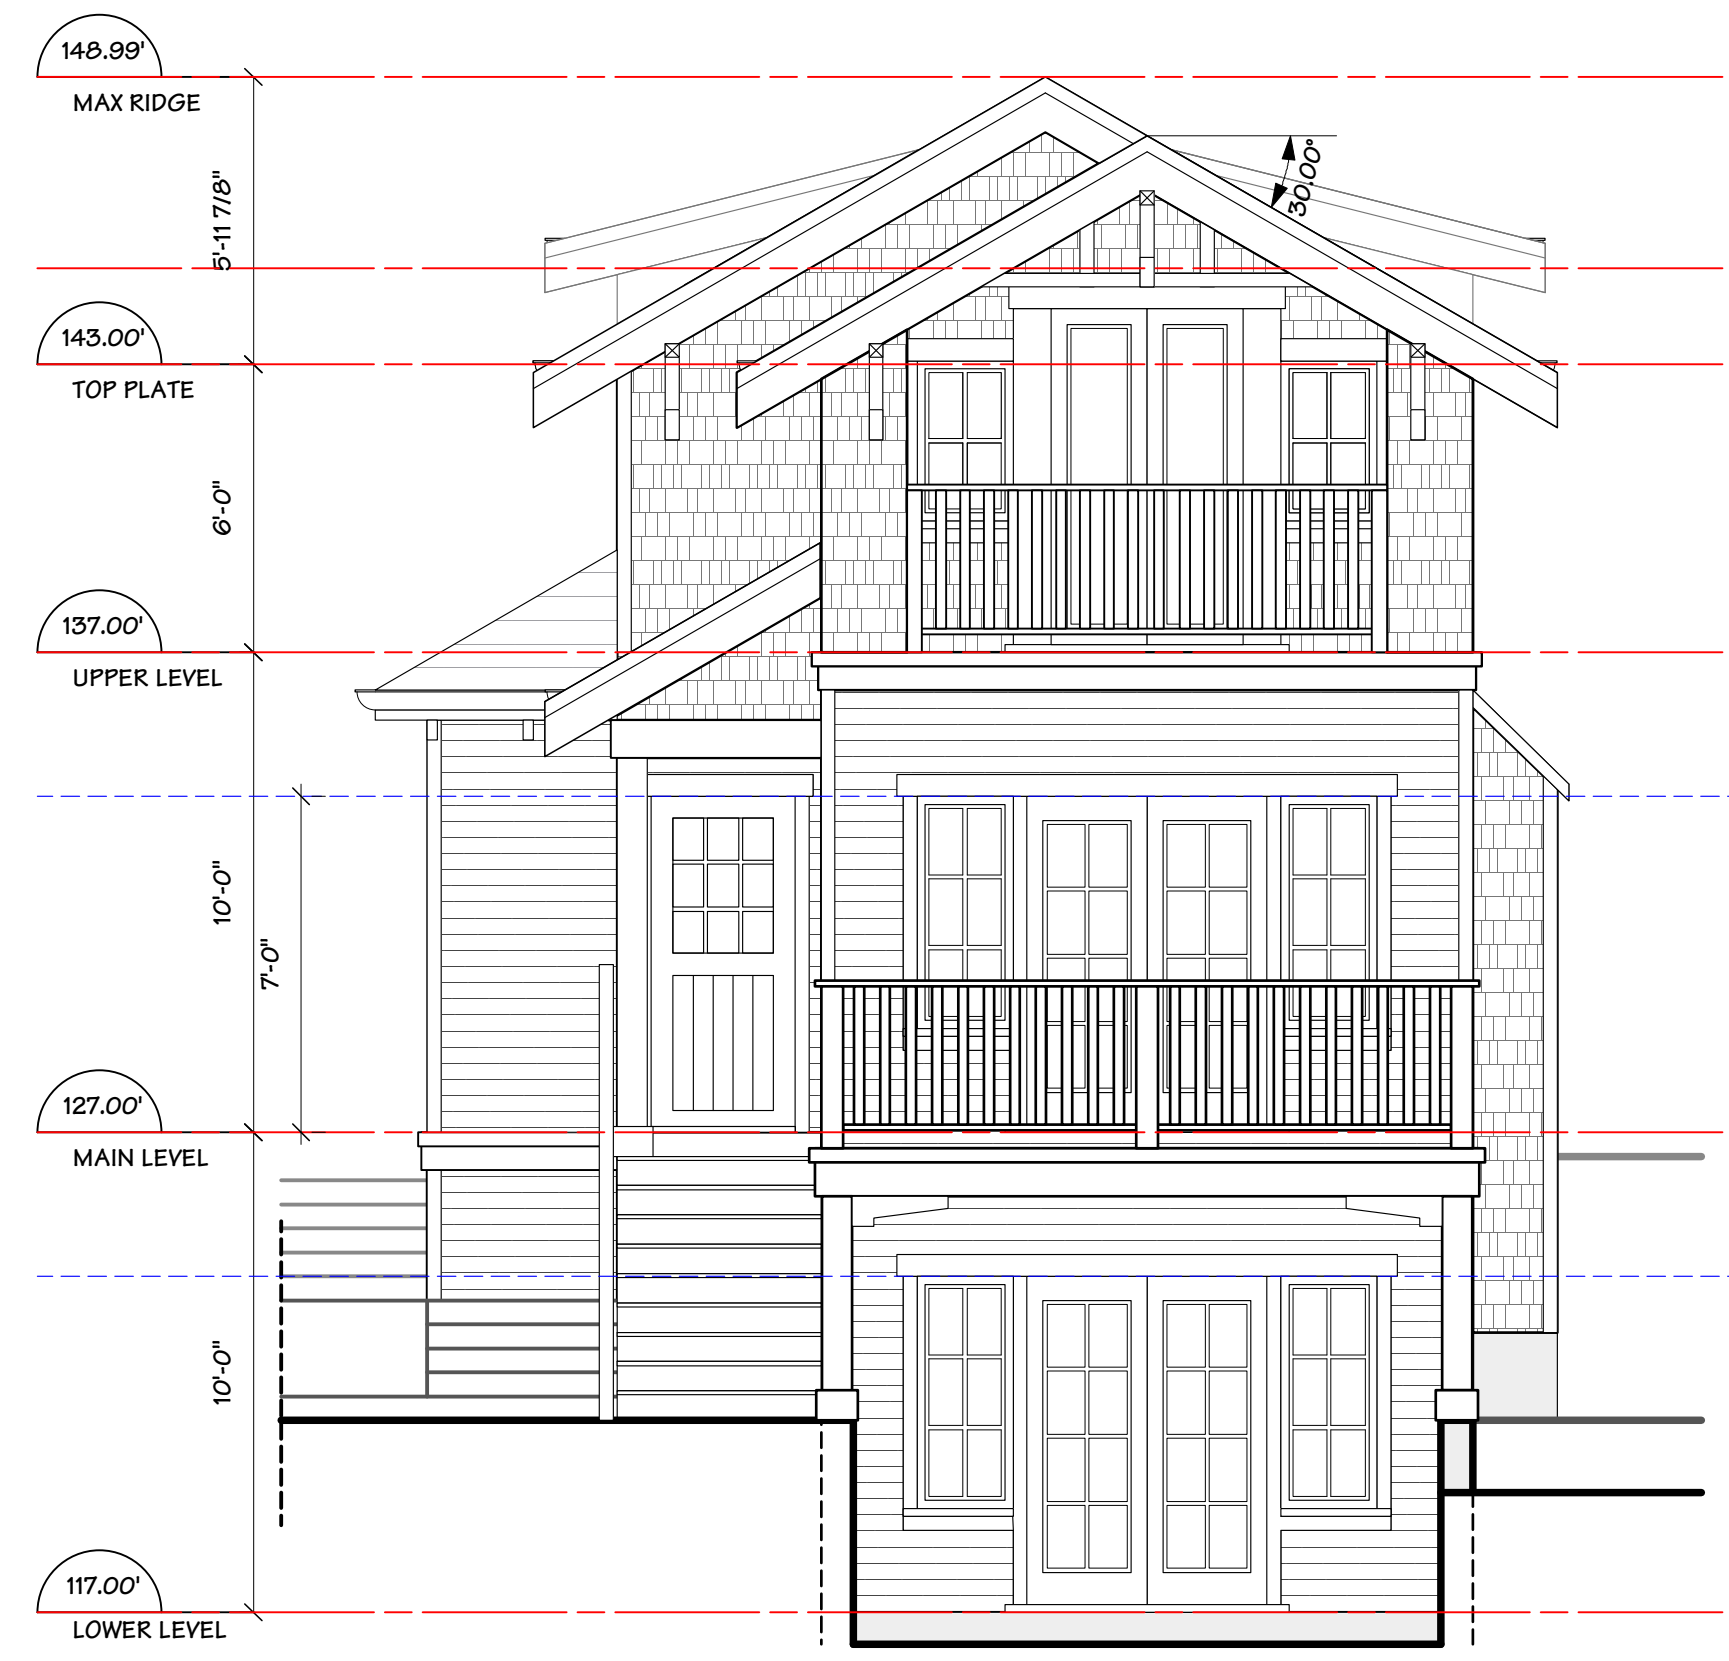 148.99'
MAX RIDGE
30.00°
5'-11 7/8"
143.00'
TOP PLATE
6'-0"
137.00'
UPPER LEVEL
10'-0"
7'-0"
127.00'
MAIN LEVEL
10'-0"
117.00'
LOWER LEVEL